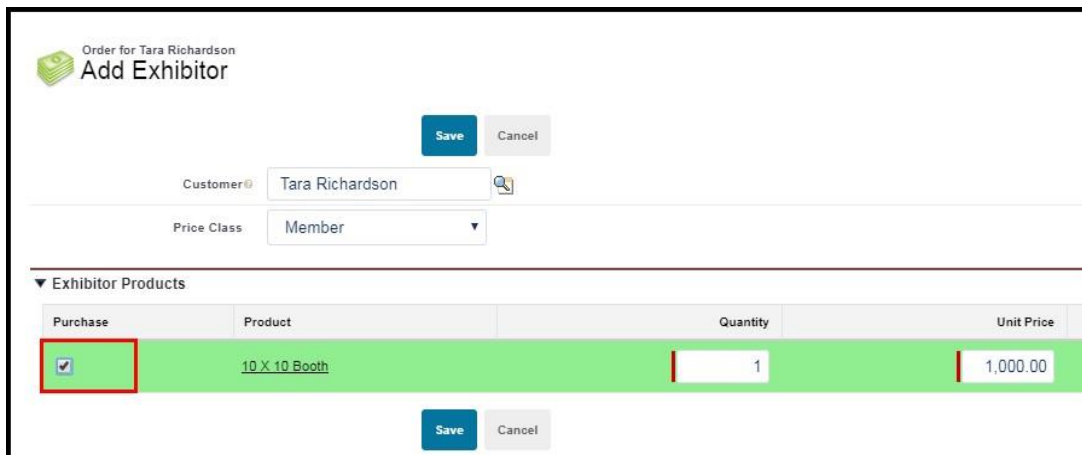 Order for Tara Richardson
Add Exhibitor
Save Cancel
Customer Tara Richardson
Price Class Member
Exhibitor Products
Purchase Product Quantity Unit Price
10 X 10 Booth 1 1,000.00
Save Cancel